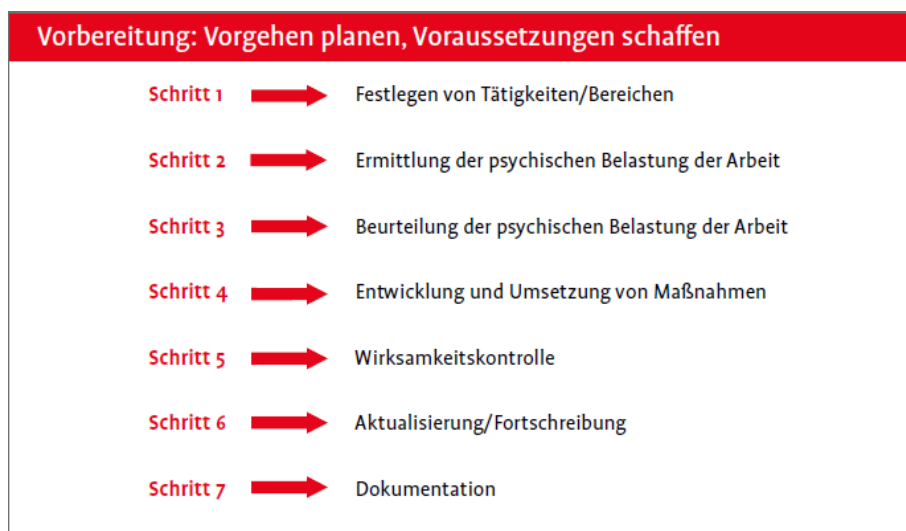 Vorbereitung: Vorgehen planen, Voraussetzungen schaffen
Schritt 1 Festlegen von Tätigkeiten/Bereichen
Schritt 2 Ermittlung der psychischen Belastung der Arbeit
Schritt 3 Beurteilung der psychischen Belastung der Arbeit
Schritt 4 Entwicklung und Umsetzung von Maßnahmen
Schritt 5 Wirksamkeitskontrolle
Schritt 6 Aktualisierung/Fortschreibung
Schritt 7 Dokumentation